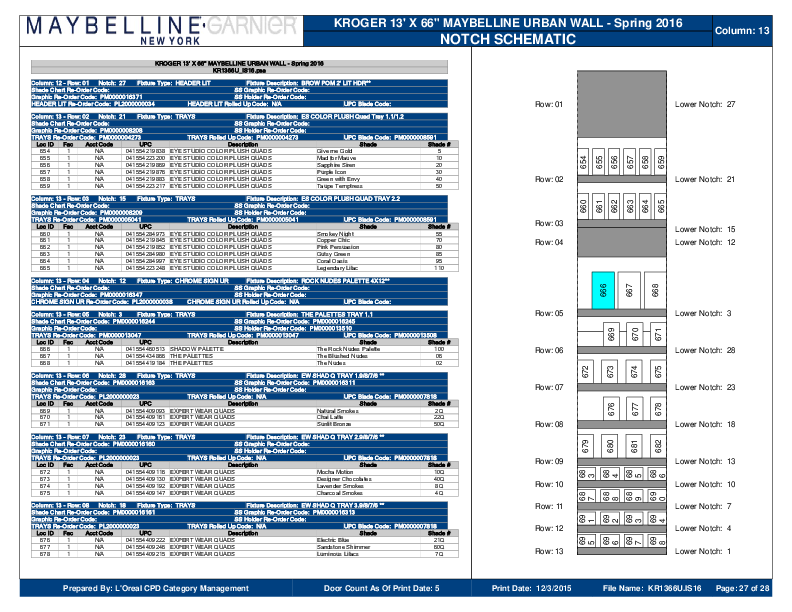 MAYBELLINE GARNIER
NEW YORK
KROGER 13' X 66" MAYBELLINE URBAN WALL - Spring 2016
NOTCH SCHEMATIC
Column: 13
KROGER 13' X 66" MAYBELLINE URBAN WALL - Spring 2016
KR1366U_IS16.psa
Column: 12 - Row: 01 Notch: 27 Fixture Type: HEADER LIT Fixture Description: BROW POM 2' LIT HDR**
Shade Chart Re-Order Code: SS Graphic Re-Order Code:
Graphic Re-Order Code: SS Holder Re-Order Code:
HEADER LIT Re-Order Code: PL2000000034 HEADER LIT Rolled Up Code: N/A UPC Blade Code:
Column: 13 - Row: 02 Notch: 21 Fixture Type: TRAYS Fixture Description: ES COLOR PLUSH Quad Tray 1.1/1.2
Shade Chart Re-Order Code: SS Graphic Re-Order Code:
Graphic Re-Order Code: PM0000008208 SS Holder Re-Order Code:
TRAYS Re-Order Code: PM0000004273 TRAYS Rolled Up Code: PM0000004273 UPC Blade Code: PM0000008591
Loc ID Fac Acct Code UPC Description Shade Shade #
654 1 N/A 041554219838 EYE STUDIO COLOR PLUSH QUADS Give me Gold 5
655 1 N/A 041554223200 EYE STUDIO COLOR PLUSH QUADS Mad for Mauve 10
656 1 N/A 041554219869 EYE STUDIO COLOR PLUSH QUADS Sapphire Siren 20
657 1 N/A 041554219876 EYE STUDIO COLOR PLUSH QUADS Purple Icon 30
658 1 N/A 041554219883 EYE STUDIO COLOR PLUSH QUADS Green with Envy 40
659 1 N/A 041554223217 EYE STUDIO COLOR PLUSH QUADS Taupe Temptress 50
Column: 13 - Row: 03 Notch: 15 Fixture Type: TRAYS Fixture Description: ES COLOR PLUSH QUAD TRAY 2.2
Shade Chart Re-Order Code: SS Graphic Re-Order Code:
Graphic Re-Order Code: PM0000008209 SS Holder Re-Order Code:
TRAYS Re-Order Code: PM0000005041 TRAYS Rolled Up Code: PM0000005041 UPC Blade Code: PM0000008591
Loc ID Fac Acct Code UPC Description Shade Shade #
660 1 N/A 041554284973 EYE STUDIO COLOR PLUSH QUADS Smokey Night 55
661 1 N/A 041554219845 EYE STUDIO COLOR PLUSH QUADS Copper Chic 70
662 1 N/A 041554219852 EYE STUDIO COLOR PLUSH QUADS Pink Persuasion 80
663 1 N/A 041554284980 EYE STUDIO COLOR PLUSH QUADS Gutsy Green 85
664 1 N/A 041554284997 EYE STUDIO COLOR PLUSH QUADS Coral Oasis 95
665 1 N/A 041554223248 EYE STUDIO COLOR PLUSH QUADS Legendary Lilac 110
Column: 13 - Row: 04 Notch: 12 Fixture Type: CHROME SIGN UR Fixture Description: ROCK NUDES PALETTE 4X12**
Shade Chart Re-Order Code: SS Graphic Re-Order Code:
Graphic Re-Order Code: PM0000016347 SS Holder Re-Order Code:
CHROME SIGN UR Re-Order Code: PL2000000038 CHROME SIGN UR Rolled Up Code: N/A UPC Blade Code:
Column: 13 - Row: 05 Notch: 3 Fixture Type: TRAYS Fixture Description: THE PALETTES TRAY 1.1
Shade Chart Re-Order Code: PM0000016244 SS Graphic Re-Order Code: PM0000016245
Graphic Re-Order Code: SS Holder Re-Order Code: PM0000013510
TRAYS Re-Order Code: PM0000013047 TRAYS Rolled Up Code: PM0000013047 UPC Blade Code: PM0000013508
Loc ID Fac Acct Code UPC Description Shade Shade #
666 1 N/A 041554460513 SHADOW PALETTE The Rock Nudes Palette 100
667 1 N/A 041554434866 THE PALETTES The Blushed Nudes 06
668 1 N/A 041554419184 THE PALETTES The Nudes 02
Column: 13 - Row: 06 Notch: 28 Fixture Type: TRAYS Fixture Description: EW SHAD Q TRAY 1.9/8/7/6 **
Shade Chart Re-Order Code: PM0000016163 SS Graphic Re-Order Code: PM0000016311
Graphic Re-Order Code: SS Holder Re-Order Code:
TRAYS Re-Order Code: PL2000000023 TRAYS Rolled Up Code: N/A UPC Blade Code: PM0000007818
Loc ID Fac Acct Code UPC Description Shade Shade #
669 1 N/A 041554409093 EXPERT WEAR QUADS Natural Smokes 2Q
670 1 N/A 041554409161 EXPERT WEAR QUADS Chai Latte 22Q
671 1 N/A 041554409123 EXPERT WEAR QUADS Sunlit Bronze 50Q
Column: 13 - Row: 07 Notch: 23 Fixture Type: TRAYS Fixture Description: EW SHAD Q TRAY 2.9/8/7/6 **
Shade Chart Re-Order Code: PM0000016160 SS Graphic Re-Order Code:
Graphic Re-Order Code: SS Holder Re-Order Code:
TRAYS Re-Order Code: PL2000000023 TRAYS Rolled Up Code: N/A UPC Blade Code: PM0000007818
Loc ID Fac Acct Code UPC Description Shade Shade #
672 1 N/A 041554409116 EXPERT WEAR QUADS Mocha Motion 10Q
673 1 N/A 041554409130 EXPERT WEAR QUADS Designer Chocolates 40Q
674 1 N/A 041554409192 EXPERT WEAR QUADS Lavender Smokes 8Q
675 1 N/A 041554409147 EXPERT WEAR QUADS Charcoal Smokes 4Q
Column: 13 - Row: 08 Notch: 18 Fixture Type: TRAYS Fixture Description: EW SHAD Q TRAY 3.9/8/7/6 **
Shade Chart Re-Order Code: PM0000016161 SS Graphic Re-Order Code: PM0000016313
Graphic Re-Order Code: SS Holder Re-Order Code:
TRAYS Re-Order Code: PL2000000023 TRAYS Rolled Up Code: N/A UPC Blade Code: PM0000007818
Loc ID Fac Acct Code UPC Description Shade Shade #
676 1 N/A 041554409222 EXPERT WEAR QUADS Electric Blue 21Q
677 1 N/A 041554409246 EXPERT WEAR QUADS Sandstone Shimmer 60Q
678 1 N/A 041554409215 EXPERT WEAR QUADS Luminous Lilacs 7Q
Row: 01 Lower Notch: 27
654 655 656 657 658 659
Row: 02 Lower Notch: 21
660 661 662 663 664 665
Row: 03 Lower Notch: 15
Row: 04 Lower Notch: 12
666 667 668
Row: 05 Lower Notch: 3
669 670 671
Row: 06 Lower Notch: 28
672 673 674 675
Row: 07 Lower Notch: 23
676 677 678
Row: 08 Lower Notch: 18
679 680 681 682
Row: 09 Lower Notch: 13
683 684 685 686
Row: 10 Lower Notch: 10
687 688 689 690
Row: 11 Lower Notch: 7
691 692 693 694
Row: 12 Lower Notch: 4
695 696 697 698
Row: 13 Lower Notch: 1
Prepared By: L'Oreal CPD Category Management Door Count As Of Print Date: 5 Print Date: 12/3/2015 File Name: KR1366U.IS16 Page: 27 of 28